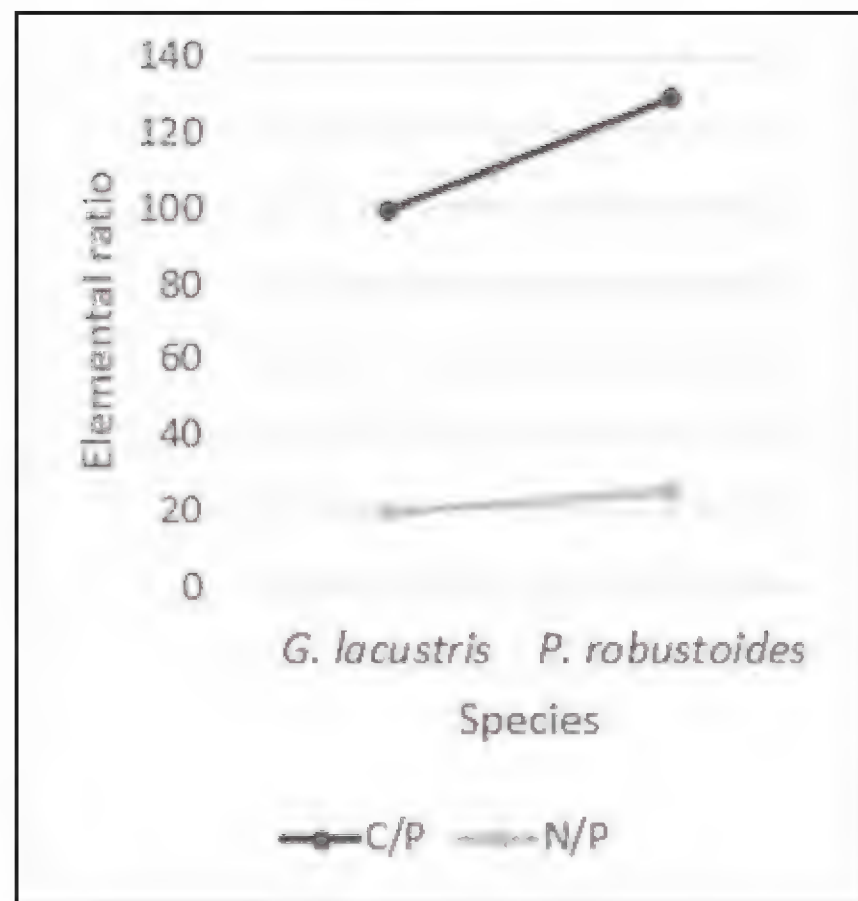 140
120
100
80
60
40
20
0
Elemental ratio
G. lacustris P. robustoides
Species
C/P N/P